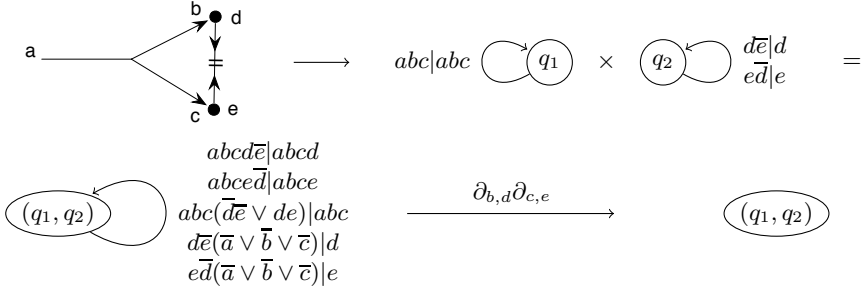 a b d c e
abc|abc q₁ × q₂ de̅|d =
ed̅|e
abcde̅|abcd
abced̅|abce
(q₁, q₂) abc(d̅e̅ ∨ de)|abc ∂b,d∂c,e (q₁, q₂)
de̅(a̅ ∨ b̅ ∨ c̅)|d
ed̅(a̅ ∨ b̅ ∨ c̅)|e